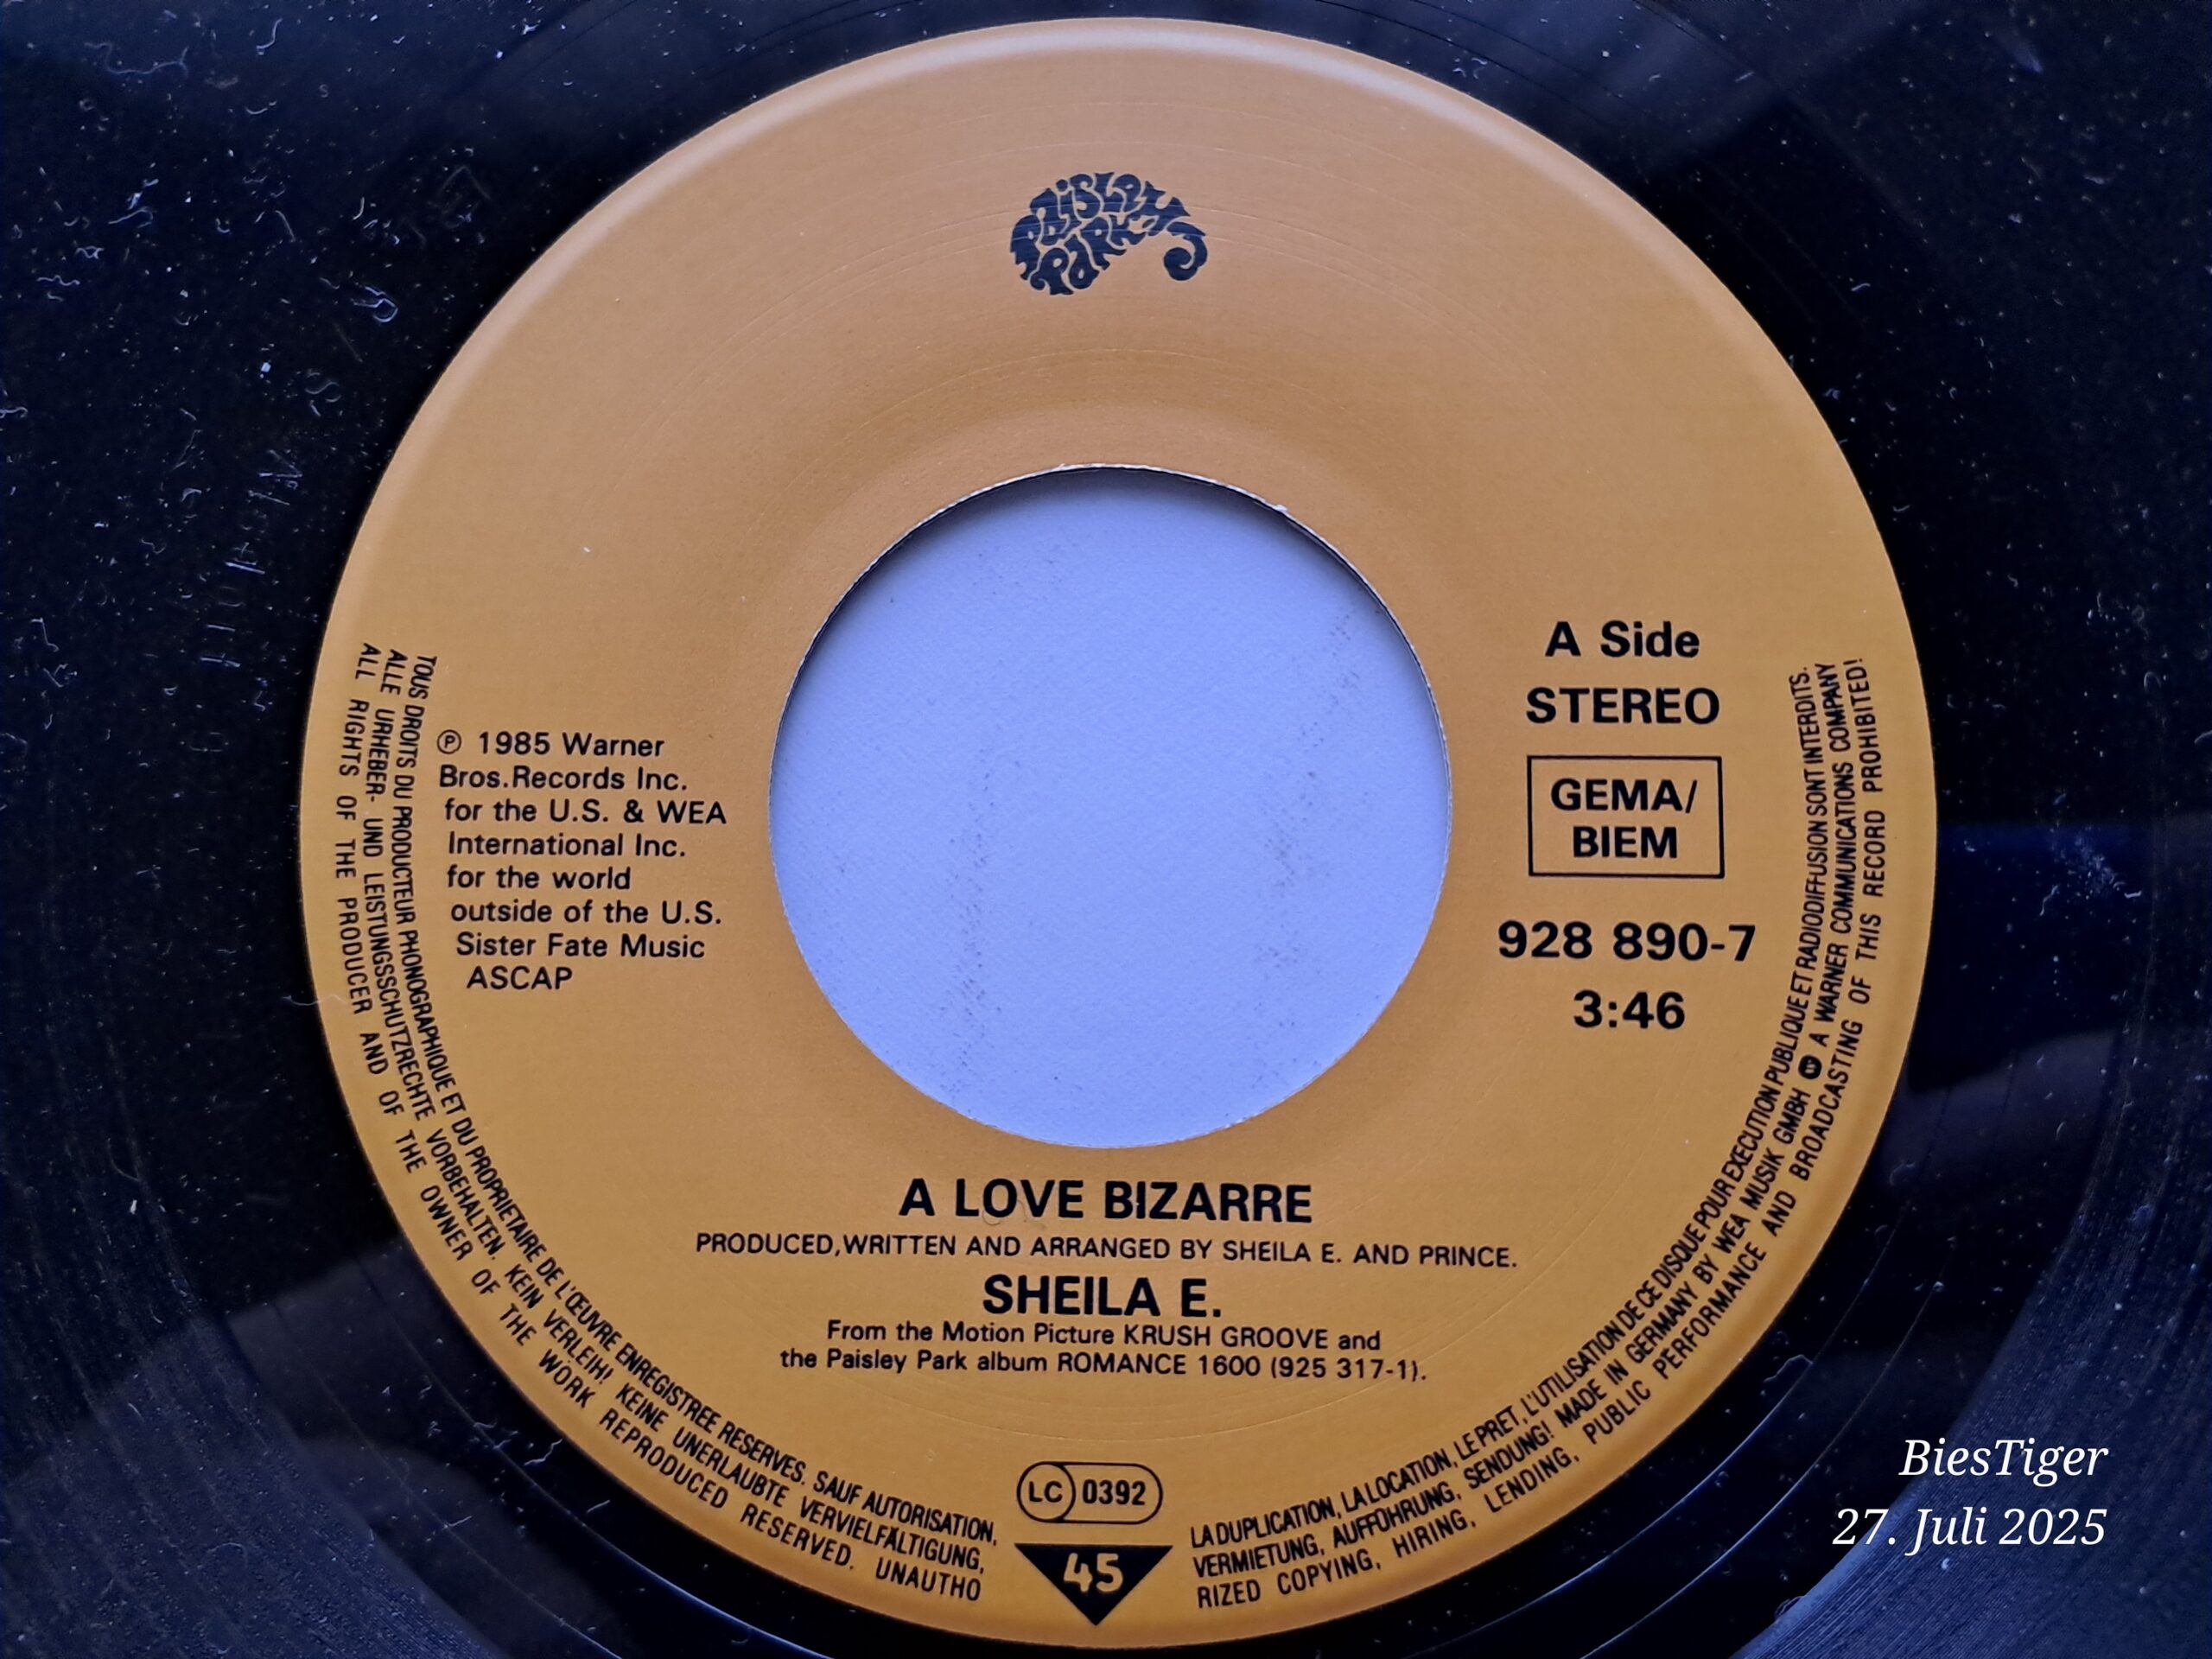 PAISLEY
PARK
A Side
STEREO
GEMA/
BIEM
928 890-7
3:46
Ⓟ 1985 Warner
Bros.Records Inc.
for the U.S. & WEA
International Inc.
for the world
outside of the U.S.
Sister Fate Music
ASCAP
A LOVE BIZARRE
PRODUCED,WRITTEN AND ARRANGED BY SHEILA E. AND PRINCE.
SHEILA E.
From the Motion Picture KRUSH GROOVE and
the Paisley Park album ROMANCE 1600 (925 317-1).
LC 0392
45
TOUS DROITS DU PRODUCTEUR PHONOGRAPHIQUE ET DU PROPRIETAIRE DE L'ŒUVRE ENREGISTREE RESERVES. SAUF AUTORISATION, LA DUPLICATION, LA LOCATION, LE PRET, L'UTILISATION DE CE DISQUE POUR EXECUTION PUBLIQUE ET RADIODIFFUSION SONT INTERDITS.
ALLE URHEBER- UND LEISTUNGSSCHUTZRECHTE VORBEHALTEN. KEIN VERLEIH! KEINE UNERLAUBTE VERVIELFÄLTIGUNG, VERMIETUNG, AUFFÜHRUNG, SENDUNG! MADE IN GERMANY BY WEA MUSIK GMBH A WARNER COMMUNICATIONS COMPANY
ALL RIGHTS OF THE PRODUCER AND OF THE OWNER OF THE WORK REPRODUCED RESERVED. UNAUTHORIZED COPYING, HIRING, LENDING, PUBLIC PERFORMANCE AND BROADCASTING OF THIS RECORD PROHIBITED!
BiesTiger
27. Juli 2025